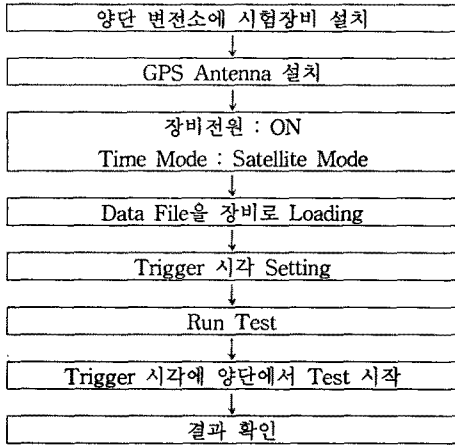 양단 변전소에 시험장비 설치
GPS Antenna 설치
장비전원 : ON
Time Mode : Satellite Mode
Data File을 장비로 Loading
Trigger 시각 Setting
Run Test
Trigger 시각에 양단에서 Test 시작
결과 확인